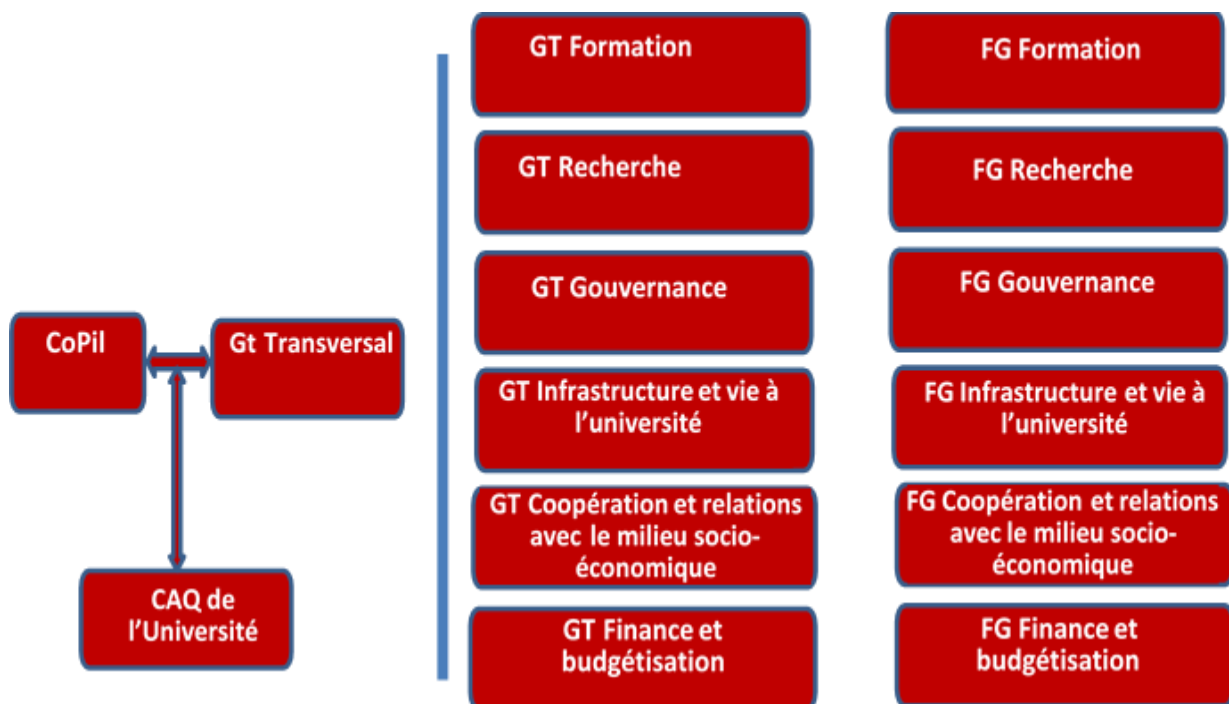 CoPil
Gt Transversal
CAQ de
l'Université
GT Formation
GT Recherche
GT Gouvernance
GT Infrastructure et vie à
l'université
GT Coopération et relations
avec le milieu socio-
économique
GT Finance et
budgétisation
FG Formation
FG Recherche
FG Gouvernance
FG Infrastructure et vie à
l'université
FG Coopération et relations
avec le milieu socio-
économique
FG Finance et
budgétisation